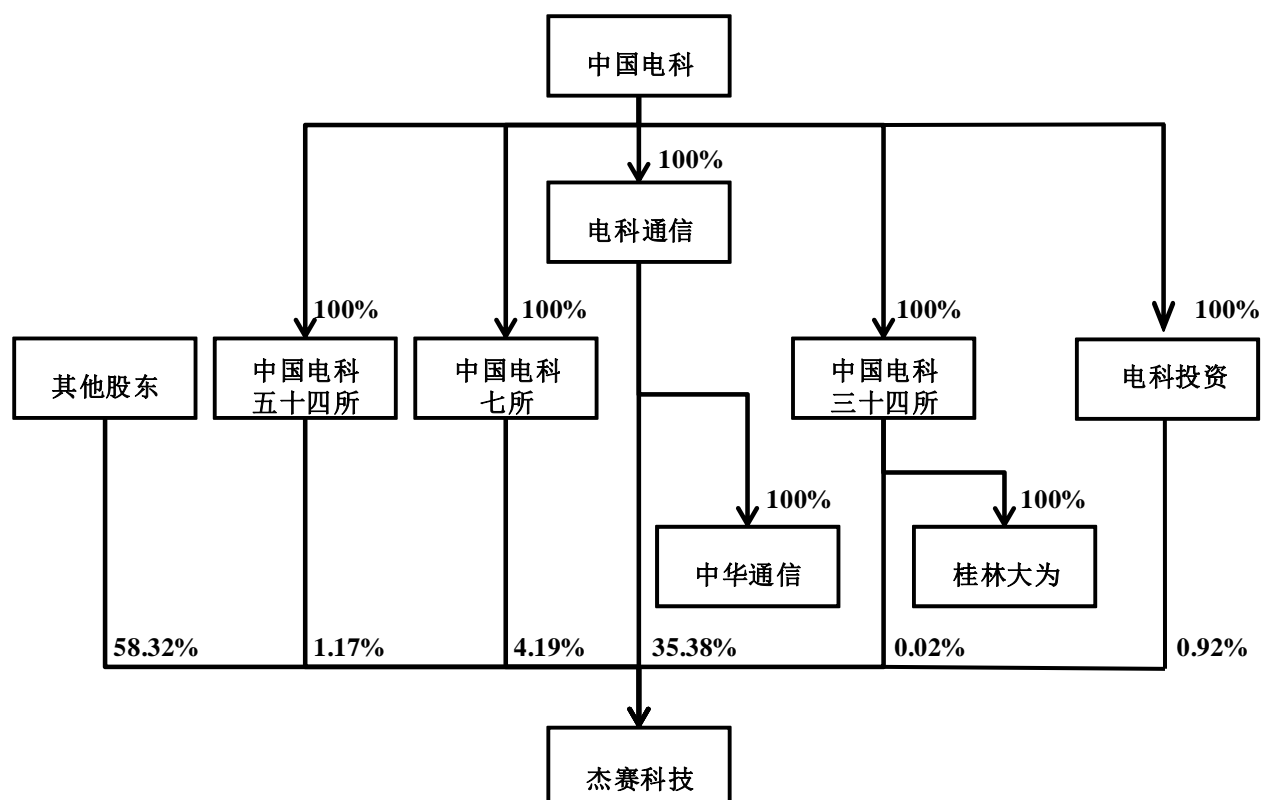 中国电科
100%
电科通信
100%
100%
100%
100%
其他股东
中国电科
五十四所
中国电科
七所
中国电科
三十四所
电科投资
100%
100%
中华通信
桂林大为
58.32%
1.17%
4.19%
35.38%
0.02%
0.92%
杰赛科技